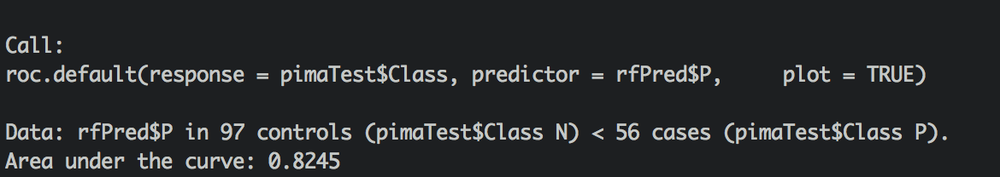 Call:
roc.default(response = pimaTest$Class, predictor = rfPred$P,     plot = TRUE)
Data: rfPred$P in 97 controls (pimaTest$Class N) < 56 cases (pimaTest$Class P).
Area under the curve: 0.8245